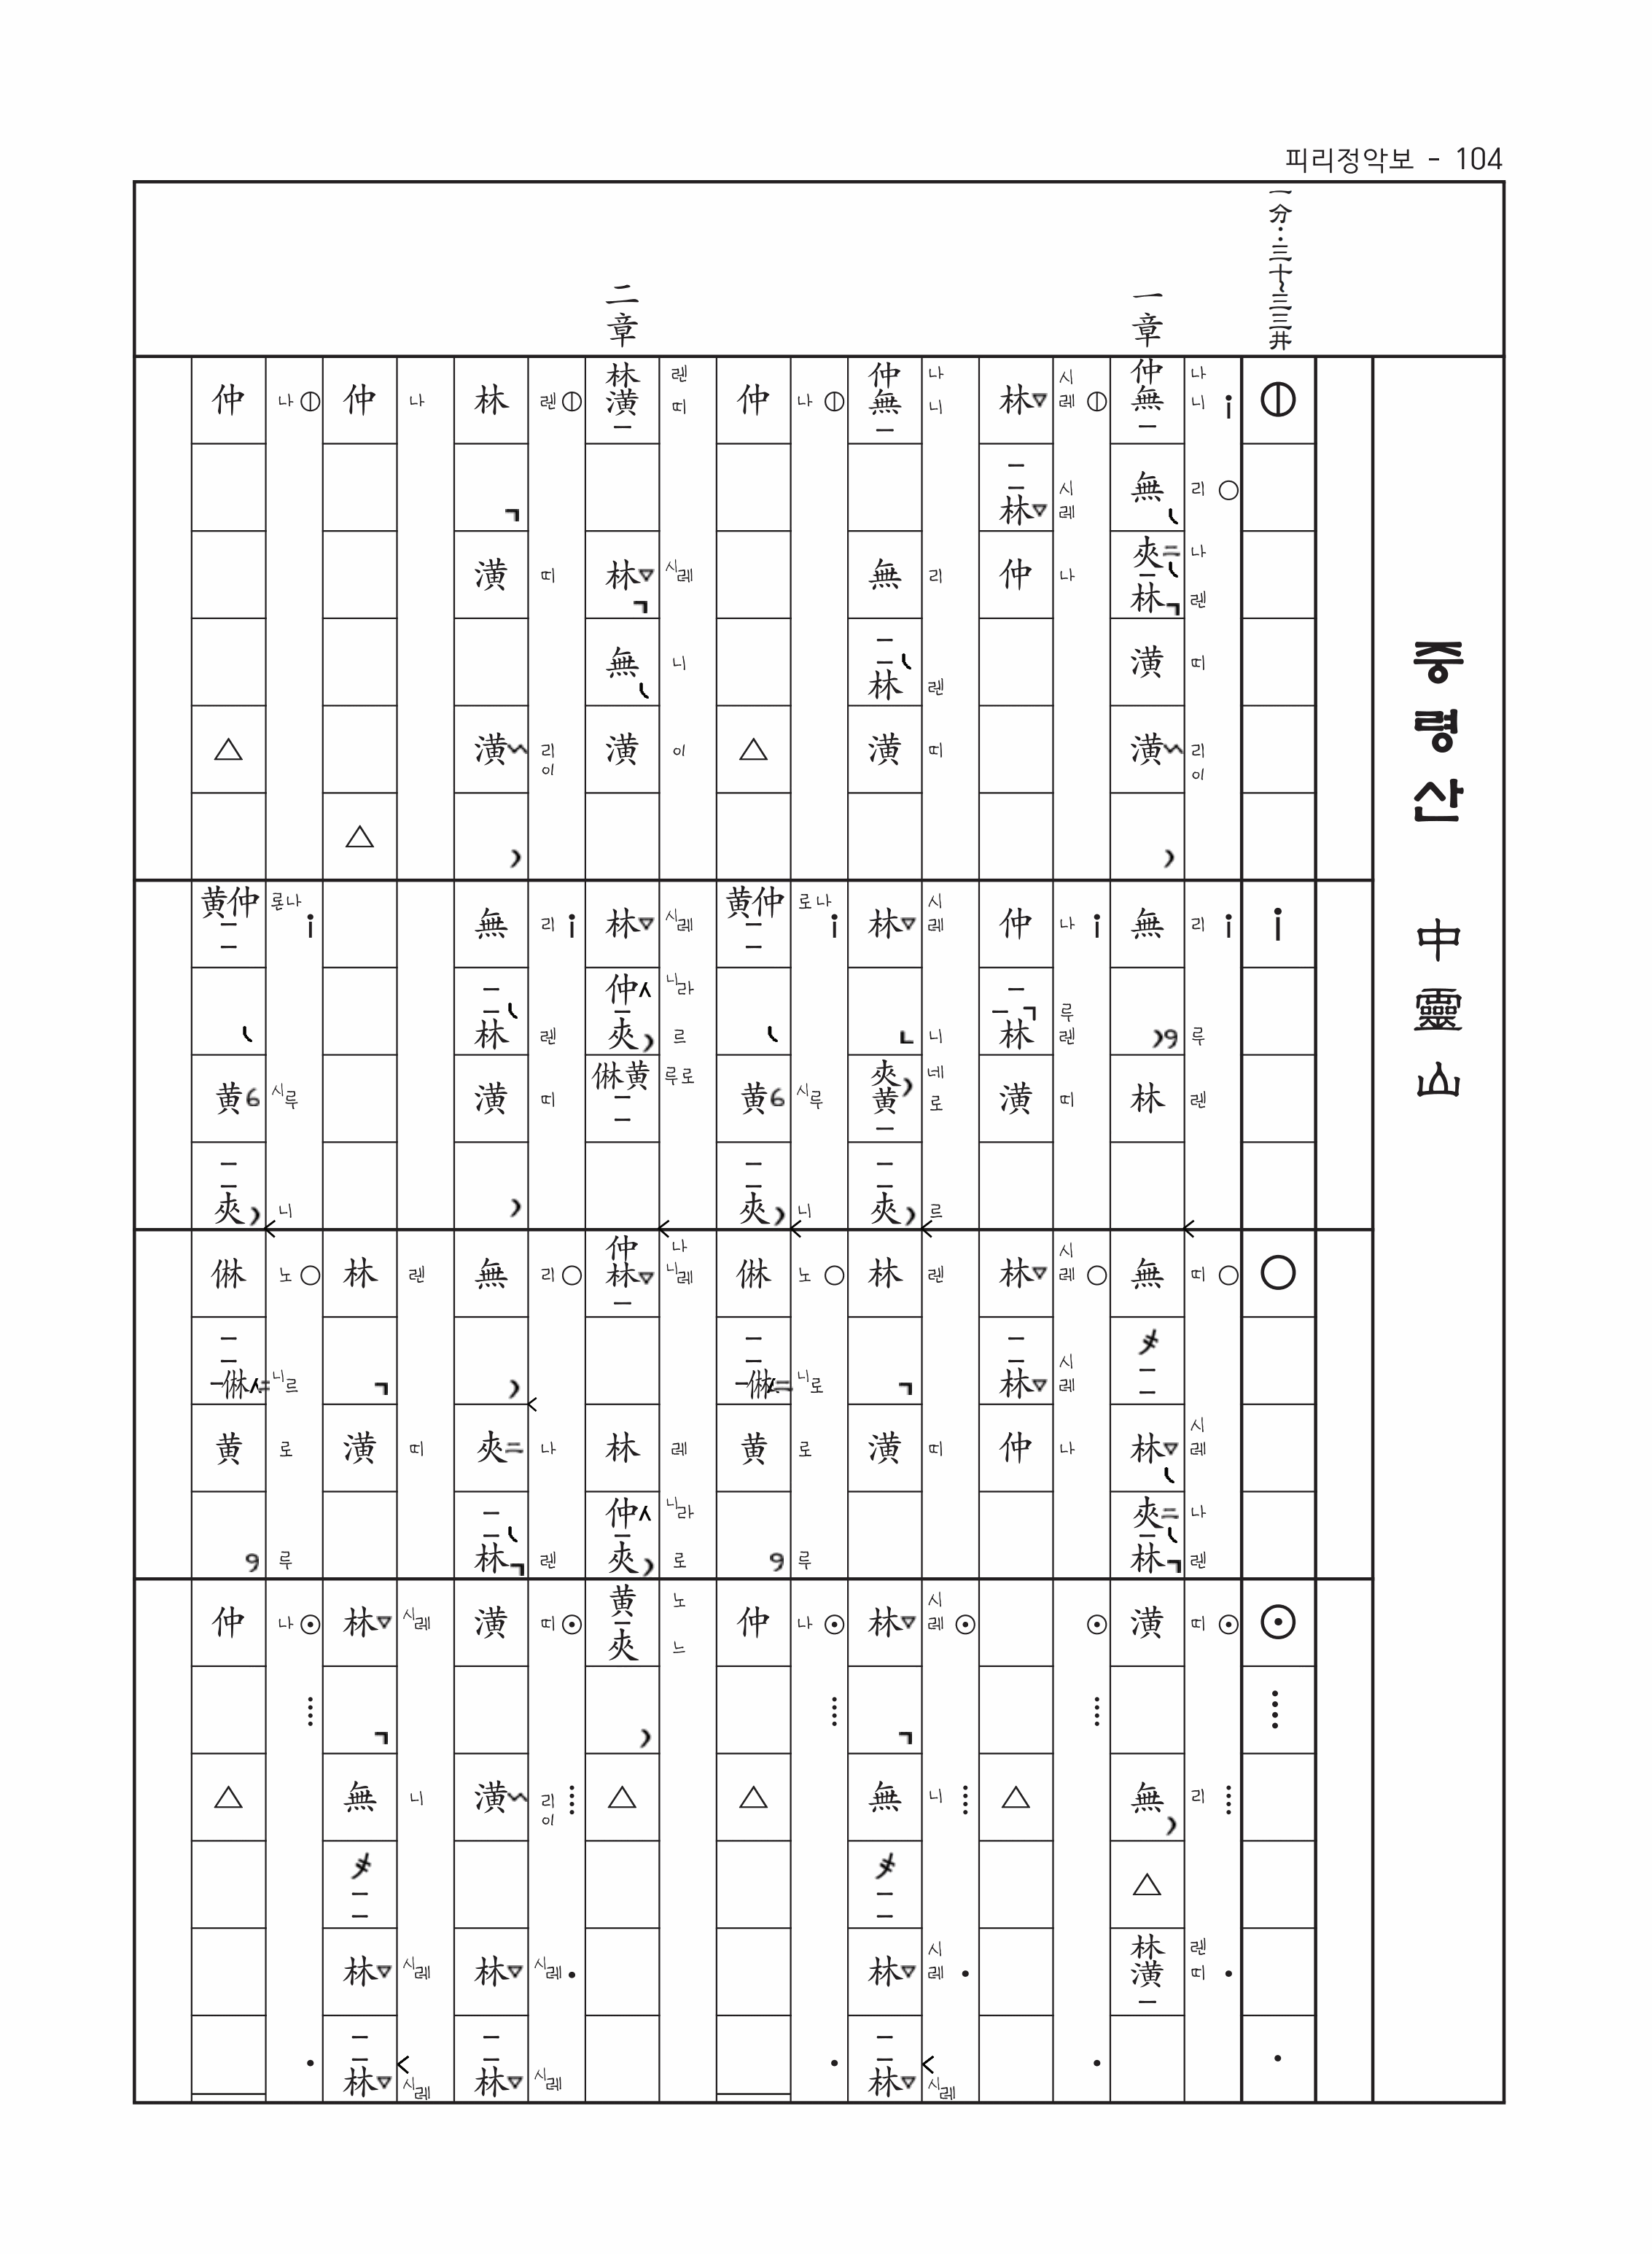 피리정악보 - 104
중령산 中靈山
一分··三十~三三井
一章
나 니 리 나 렌 띠 리 이 리 루 렌 띠 시 레 나 렌 띠 리 렌 띠
仲 無 - 無 夾 - 林 潢 潢 無 林 無 - - 林 夾 - 林 潢 無 △ 林 潢 -
시 레 시 레 나 나 루 렌 띠 시 레 시 레 나
林 - - 林 仲 仲 - - 林 潢 林 - - 林 仲 △
나 니 리 렌 띠 시 레 니 네 로 르 렌 띠 시 레 니 시 레 시레
仲 無 - 無 - - 林 潢 林 夾 黄 - - - 夾 林 潢 林 無 - - 林 - - 林
나 로나 시루 니 노 니로 로 루 나
仲 △ 黄仲 - - 黄 - - 夾 㑣 - - -㑣 黄 仲 △
二章
렌 띠 시레 니 이 시레 니라 르 루로 나 니레 레 니라 로 노 느
林 潢 - 林 無 潢 林 仲 - 夾 㑣黄 - - 仲 林 - 林 仲 - 夾 黄 - 夾 △
렌 띠 리 이 리 렌 띠 리 나 렌 띠 리 이 시레 시레
林 潢 潢 無 - - 林 潢 無 夾 - - 林 潢 潢 林 - - 林
나 렌 띠 시레 니 시레 시레
仲 △ 林 潢 林 無 - - 林 - - 林
나 론나 시루 니 노 니르 로 루 나
仲 △ 黄仲 - - 黄 - - 夾 㑣 - - -㑣 黄 仲 △